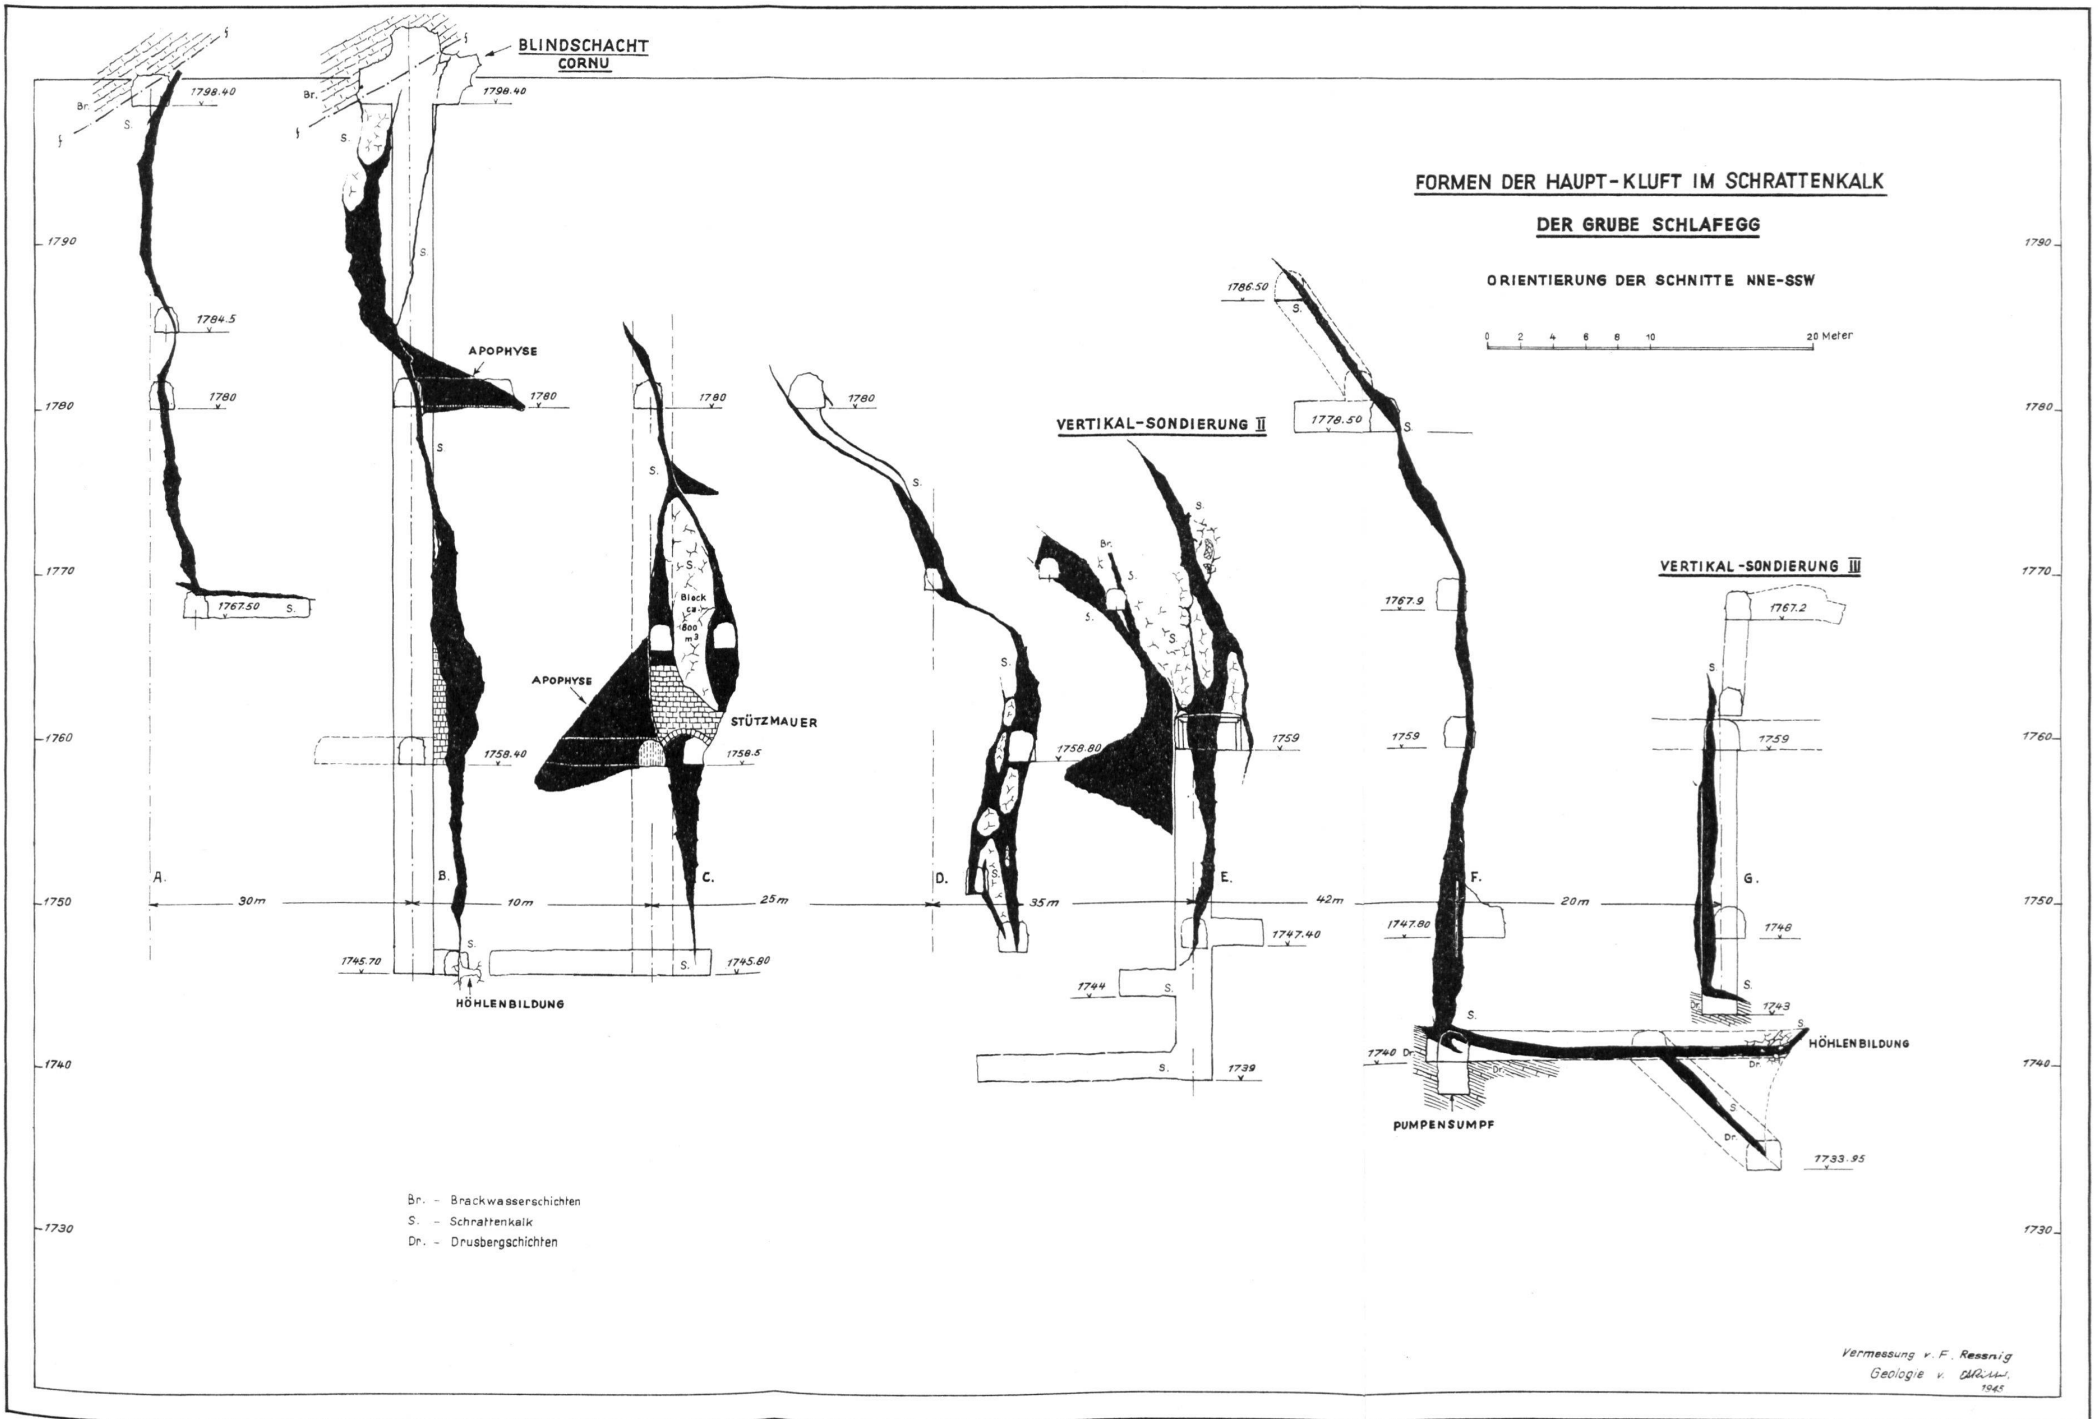 BLINDSCHACHT
CORNU
Br.
S.
1798.40
Br.
S.
1798.40
FORMEN DER HAUPT-KLUFT IM SCHRATTENKALK
DER GRUBE SCHLAFEGG
ORIENTIERUNG DER SCHNITTE NNE-SSW
0 2 4 6 8 10 20 Meter
1790
S.
1786.50
S.
1790
1784.5
APOPHYSE
1780
1780
1780
1780
1780
1778.50
S.
1780
VERTIKAL-SONDIERUNG II
S.
S.
S.
S.
1770
1767.50
S.
S.
Block
ca.
800
m3
Br.
S.
S.
S.
1767.9
VERTIKAL-SONDIERUNG III
1770
1767.2
APOPHYSE
STÜTZMAUER
S.
S.
1760
1758.40
1758.5
1758.80
1759
1759
1759
1760
A.
B.
C.
D.
S.
E.
F.
G.
1750
30m
10m
25m
35m
42m
20m
1750
1745.70
S.
HÖHLENBILDUNG
S.
1745.80
1747.40
1747.80
1748
1744
S.
S.
Dr.
1743
1740
S.
1739
1740
Dr.
S.
Dr.
S.
Dr.
HÖHLENBILDUNG
1740
PUMPENSUMPF
S.
Dr.
1733.95
Br. - Brackwasserschichten
S. - Schrattenkalk
Dr. - Drusbergschichten
1730
1730
Vermessung v. F. Ressnig
Geologie v.
1945